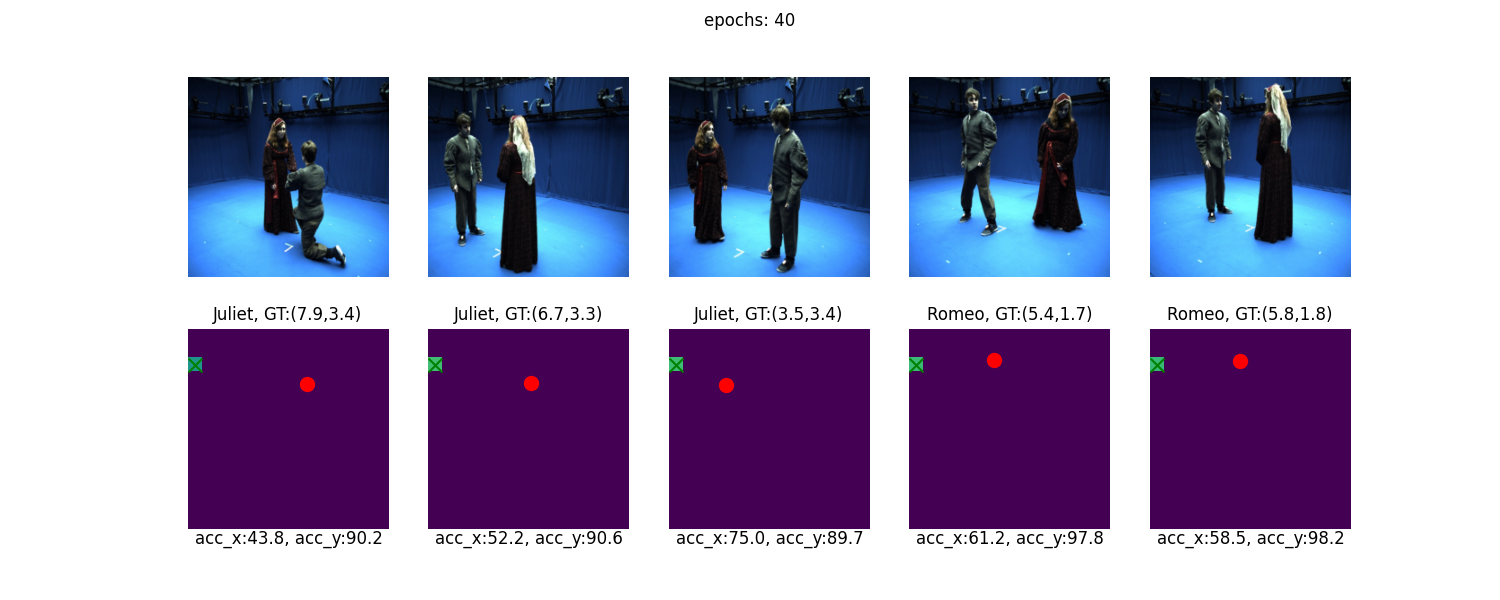 epochs: 40
Juliet, GT:(7.9,3.4)
Juliet, GT:(6.7,3.3)
Juliet, GT:(3.5,3.4)
Romeo, GT:(5.4,1.7)
Romeo, GT:(5.8,1.8)
acc_x:43.8, acc_y:90.2
acc_x:52.2, acc_y:90.6
acc_x:75.0, acc_y:89.7
acc_x:61.2, acc_y:97.8
acc_x:58.5, acc_y:98.2